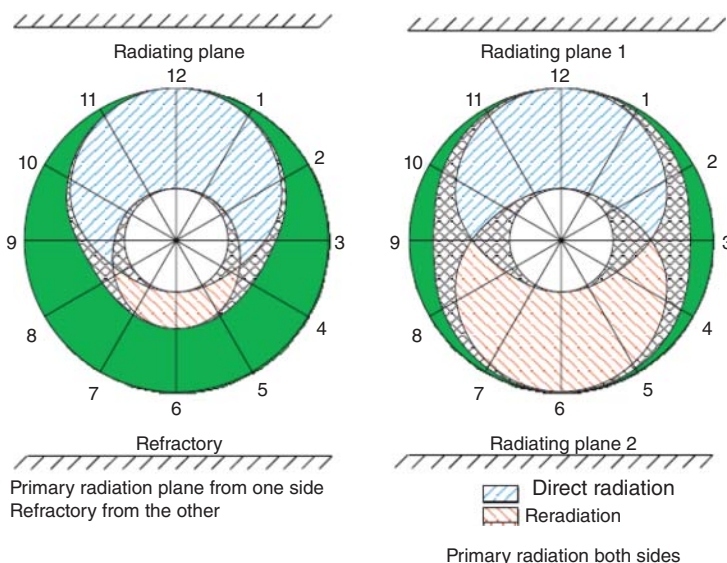 Radiating plane
12
11
1
10
2
9
3
8
4
7
5
6
Refractory
Primary radiation plane from one side
Refractory from the other
Radiating plane 1
12
11
1
10
2
9
3
8
4
7
5
6
Radiating plane 2
Direct radiation
Reradiation
Primary radiation both sides